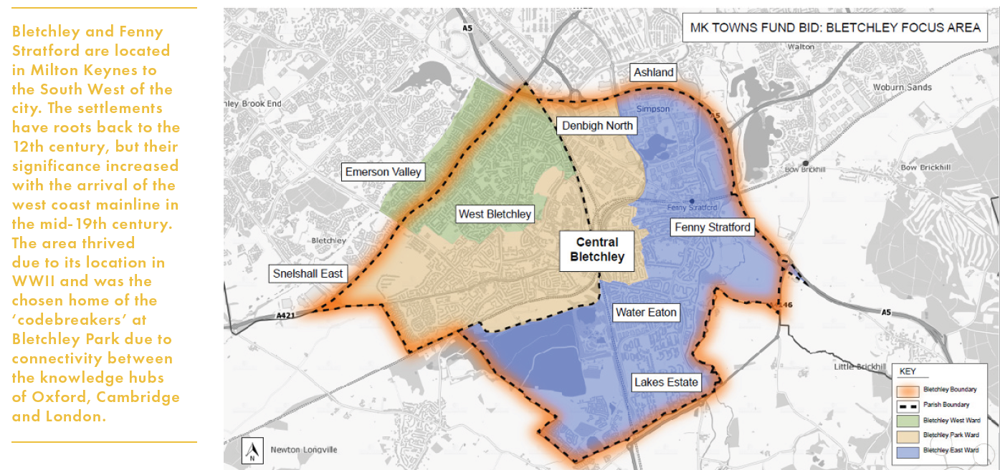 Bletchley and Fenny
Stratford are located
in Milton Keynes to
the South West of the
city. The settlements
have roots back to the
12th century, but their
significance increased
with the arrival of the
west coast mainline in
the mid-19th century.
The area thrived
due to its location in
WWII and was the
chosen home of the
‘codebreakers’ at
Bletchley Park due to
connectivity between
the knowledge hubs
of Oxford, Cambridge
and London.
MK TOWNS FUND BID: BLETCHLEY FOCUS AREA
A5
Walton
Ashland
Woburn Sands
Brook End
Simpson
A5
Denbigh North
Emerson Valley
Bow Brickhill
Bow Brickhill
Fenny Stratford
West Bletchley
Fenny Stratford
Bletchley
Central
Bletchley
Snelshall East
A421
Water Eaton
A5
Little Brickhill
Lakes Estate
Newton Longville
N
KEY
Bletchley Boundary
Parish Boundary
Bletchley West Ward
Bletchley Park Ward
Bletchley East Ward